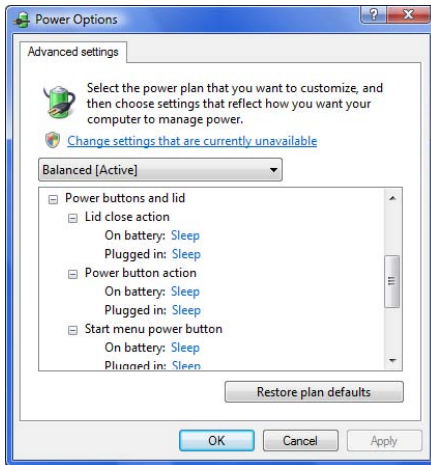 Power Options
Advanced settings
Select the power plan that you want to customize, and
then choose settings that reflect how you want your
computer to manage power.
Change settings that are currently unavailable
Balanced [Active]
Power buttons and lid
Lid close action
On battery: Sleep
Plugged in: Sleep
Power button action
On battery: Sleep
Plugged in: Sleep
Start menu power button
On battery: Sleep
Plugged in: Sleep
Restore plan defaults
OK
Cancel
Apply